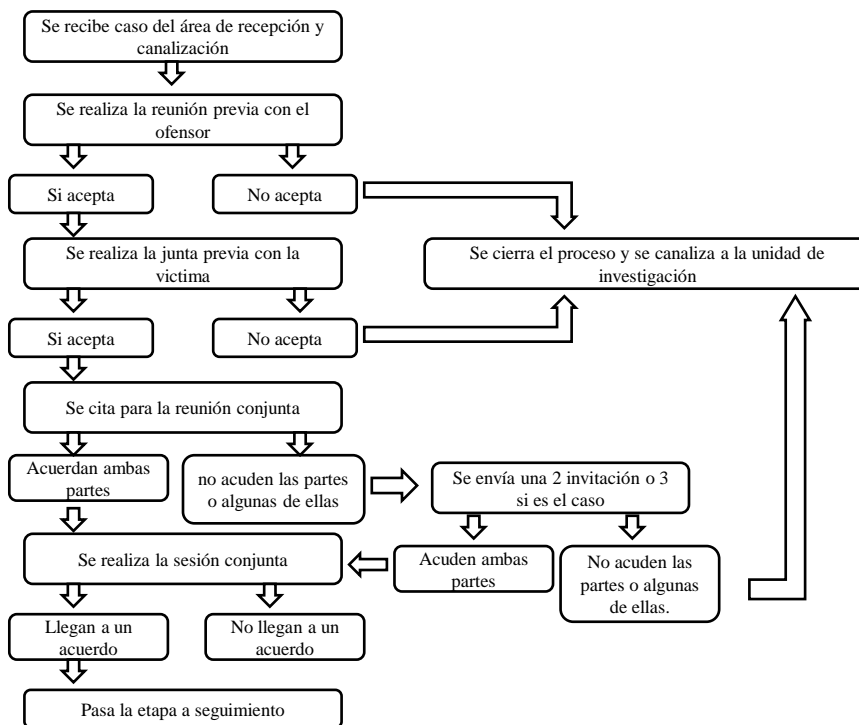 Se recibe caso del área de recepción y
canalización
Se realiza la reunión previa con el
ofensor
Si acepta
No acepta
Se realiza la junta previa con la
victima
Se cierra el proceso y se canaliza a la unidad de
investigación
Si acepta
No acepta
Se cita para la reunión conjunta
Acuerdan ambas
partes
no acuden las partes
o algunas de ellas
Se envía una 2 invitación o 3
si es el caso
Se realiza la sesión conjunta
Acuden ambas
partes
No acuden las
partes o algunas
de ellas.
Llegan a un
acuerdo
No llegan a un
acuerdo
Pasa la etapa a seguimiento